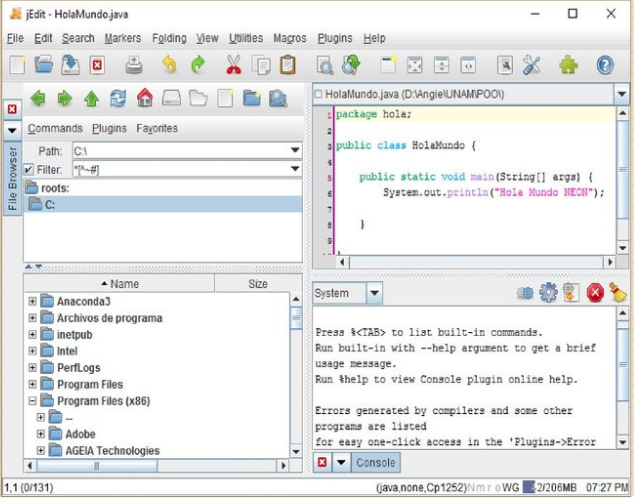 jEdit - HolaMundo.java
File Edit Search Markers Folding View Utilities Macros Plugins Help
File Browser
Commands Plugins Favorites
Path: C:\
Filter: *[^~#]
roots:
C:
Name Size
Anaconda3
Archivos de programa
inetpub
Intel
PerfLogs
Program Files
Program Files (x86)
--
Adobe
AGEIA Technologies
HolaMundo.java (D:\Angie\UNAM\POO\)
1 package hola;
2
3 public class HolaMundo {
4
5 public static void main(String[] args) {
6 System.out.println("Hola Mundo NEON");
7
8 }
9
System
Press %<TAB> to list built-in commands.
Run built-in with --help argument to get a brief
usage message.
Run %help to view Console plugin online help.
Errors generated by compilers and some other
programs are listed
for easy one-click access in the 'Plugins->Error
Console
1,1 (0/131) (java,none,Cp1252) N m r o WG 42/206MB 07:27 PM